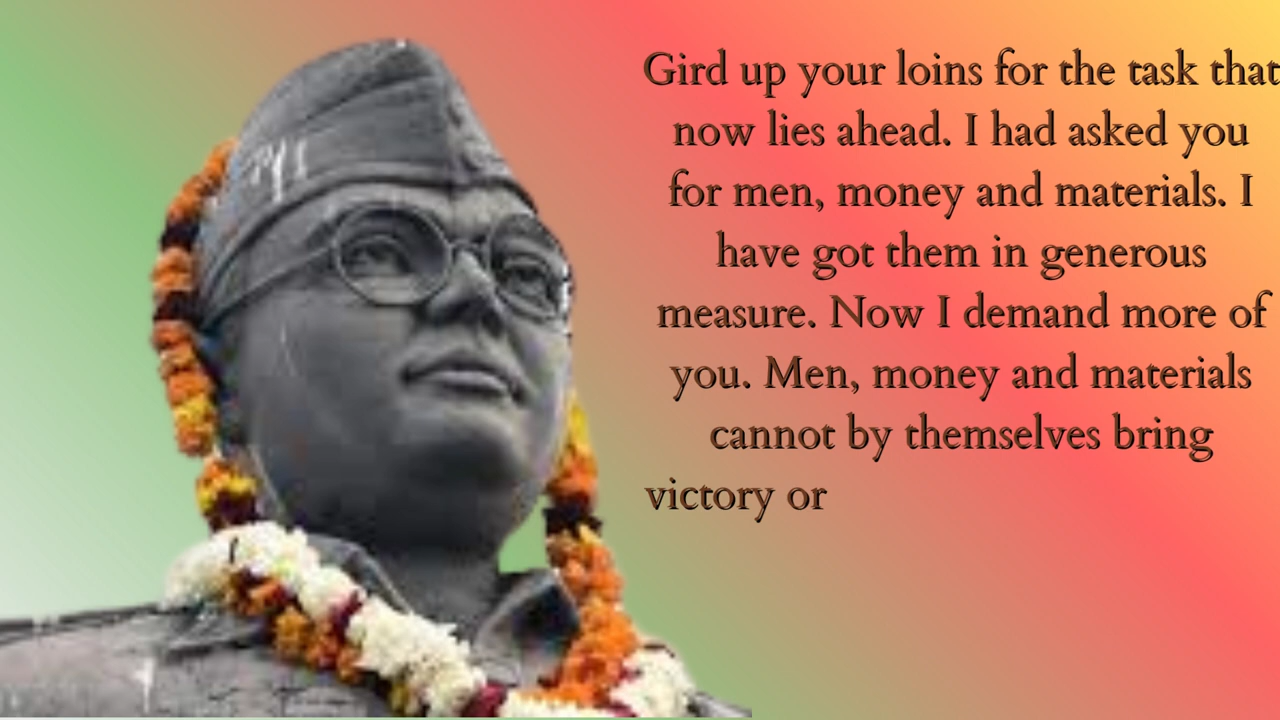 Gird up your loins for the task that
now lies ahead. I had asked you
for men, money and materials. I
have got them in generous
measure. Now I demand more of
you. Men, money and materials
cannot by themselves bring
victory or